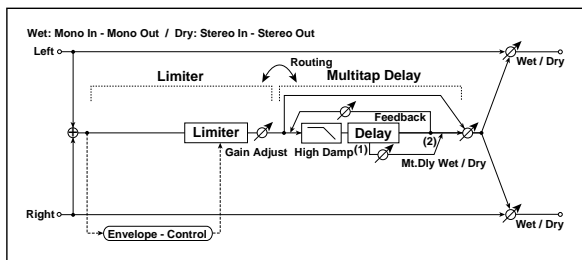 Wet: Mono In - Mono Out / Dry: Stereo In - Stereo Out
Left
Wet / Dry
Routing
Limiter
Multitap Delay
Feedback
Limiter
Delay
Gain Adjust
High Damp
(1)
(2)
Mt.Dly Wet / Dry
Right
Wet / Dry
Envelope - Control